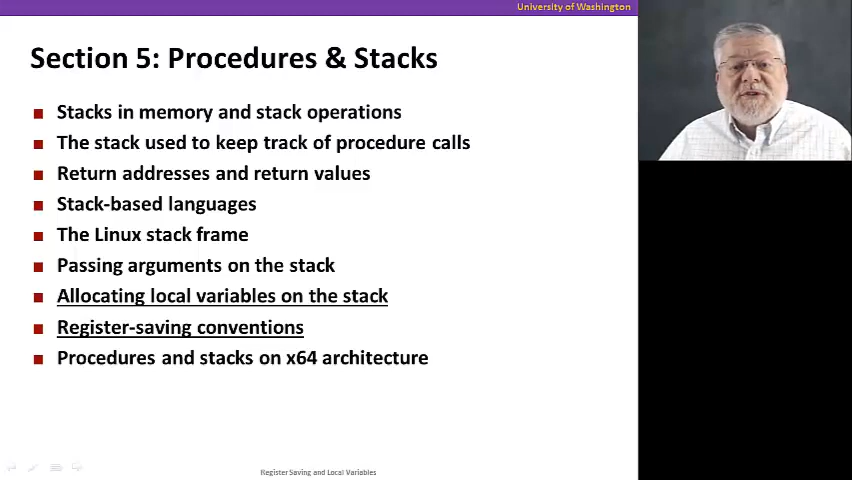 University of Washington
Section 5: Procedures & Stacks
Stacks in memory and stack operations
The stack used to keep track of procedure calls
Return addresses and return values
Stack-based languages
The Linux stack frame
Passing arguments on the stack
Allocating local variables on the stack
Register-saving conventions
Procedures and stacks on x64 architecture
Register Saving and Local Variables